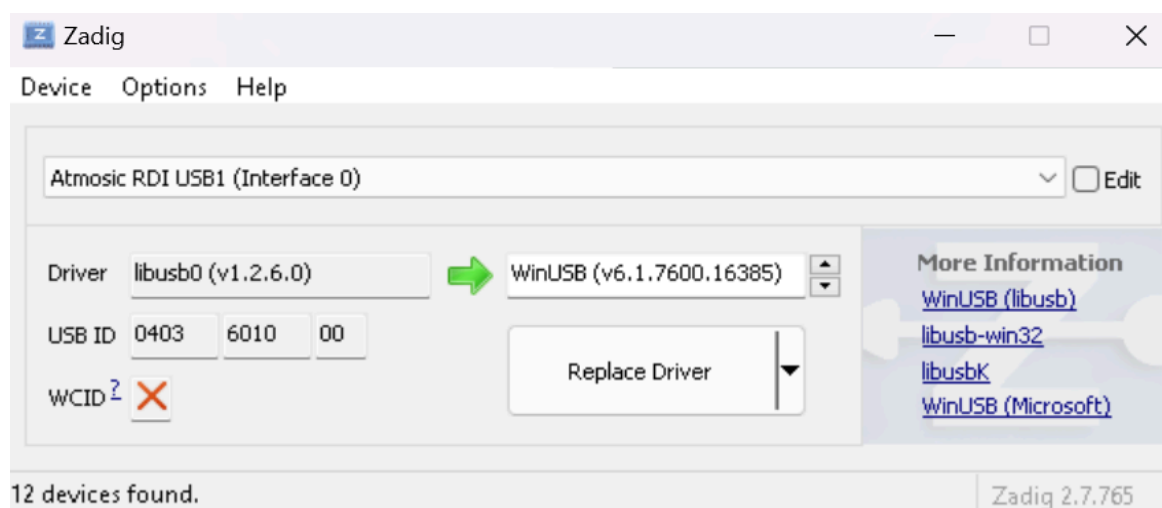 Zadig
Device Options Help
Atmosic RDI USB1 (Interface 0)
Edit
Driver libusb0 (v1.2.6.0) WinUSB (v6.1.7600.16385)
USB ID 0403 6010 00
WCID ?
Replace Driver
More Information
WinUSB (libusb)
libusb-win32
libusbK
WinUSB (Microsoft)
12 devices found.
Zadig 2.7.765